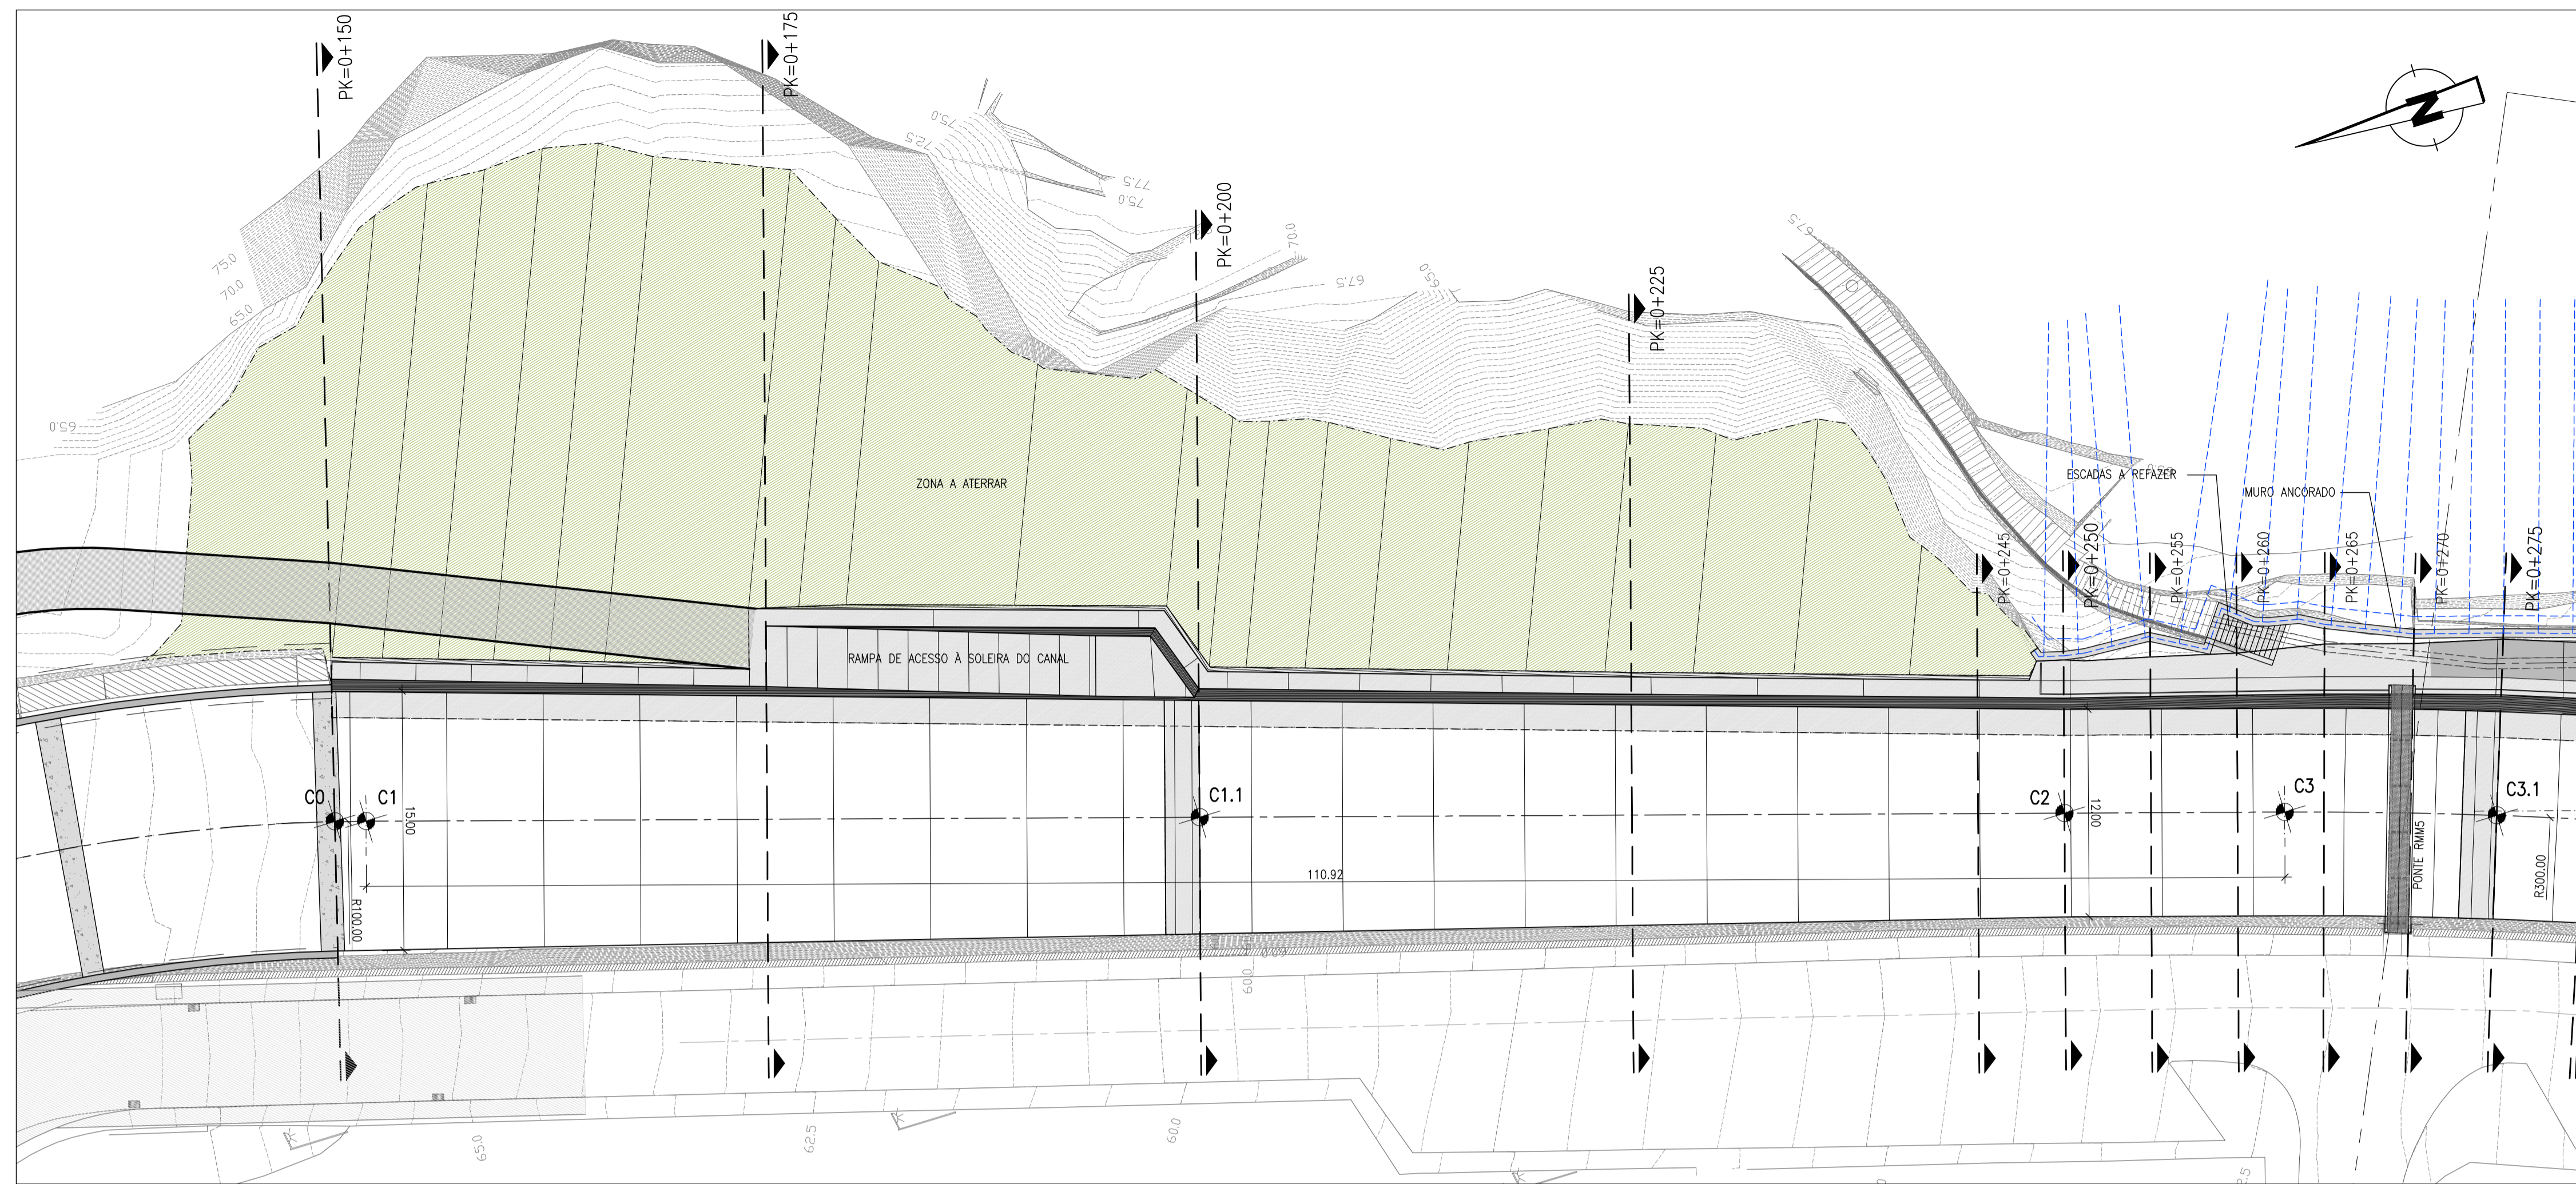 PK=0+150
PK=0+175
PK=0+200
PK=0+225
N
75.0
72.5
77.5
75.0
70.0
67.5
65.0
67.5
75.0
70.0
65.0
65.0
ZONA A ATERRAR
ESCADAS A REFAZER
MURO ANCORADO
PK=0+245
PK=0+250
PK=0+255
PK=0+260
PK=0+265
PK=0+270
PK=0+275
RAMPA DE ACESSO À SOLEIRA DO CANAL
C0
C1
C1.1
C2
C3
C3.1
15.00
12.00
110.92
R100.00
R300.00
PONTE RMM5
60.0
65.0
62.5
60.0